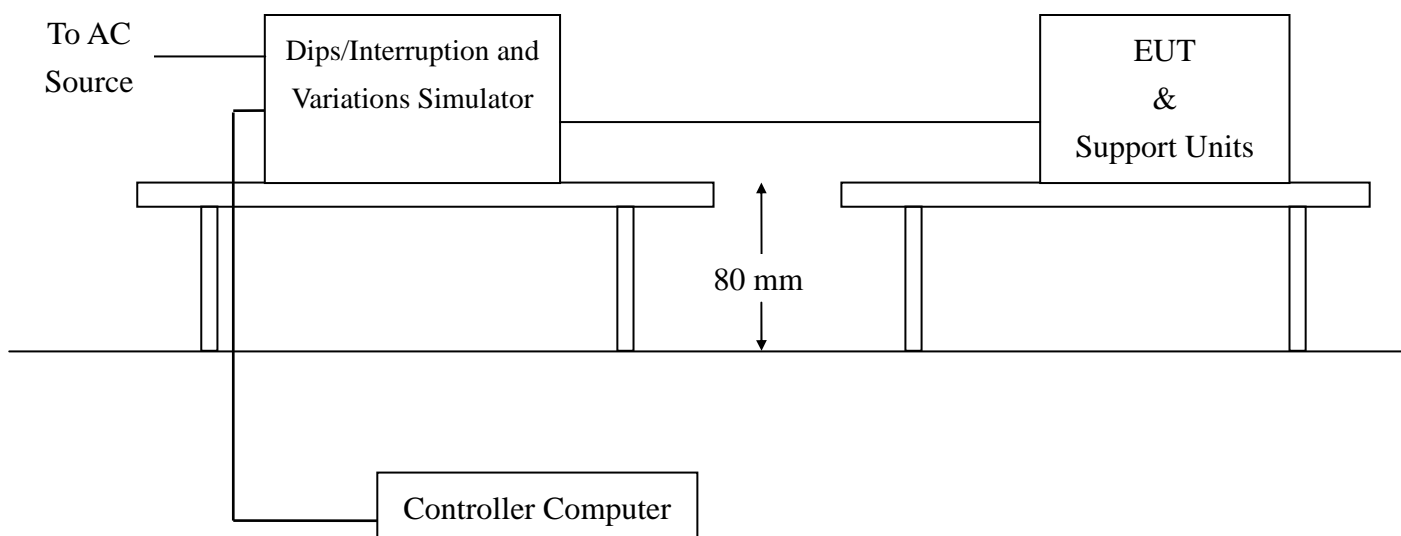 To AC
Source
Dips/Interruption and
Variations Simulator
EUT
&
Support Units
80 mm
Controller Computer